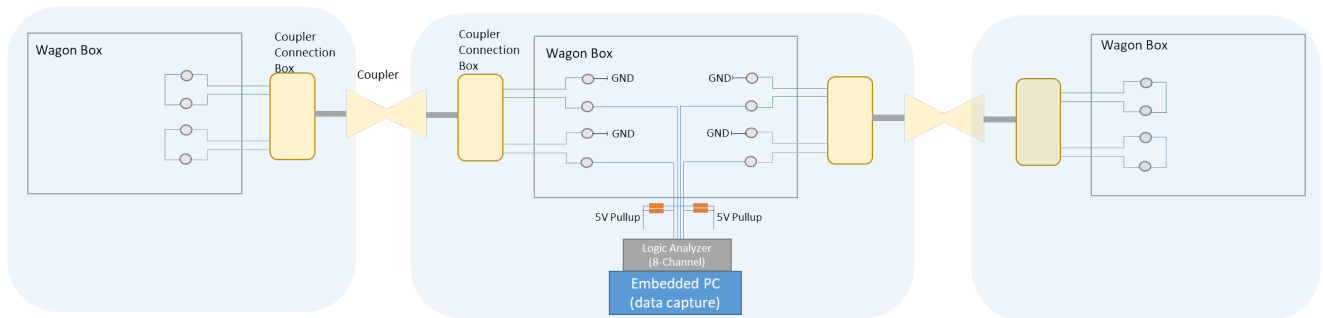 Wagon Box
Coupler
Connection
Box
Coupler
Coupler
Connection
Box
Wagon Box
GND
GND
GND
GND
5V Pullup
5V Pullup
Logic Analyzer
(8-Channel)
Embedded PC
(data capture)
Wagon Box